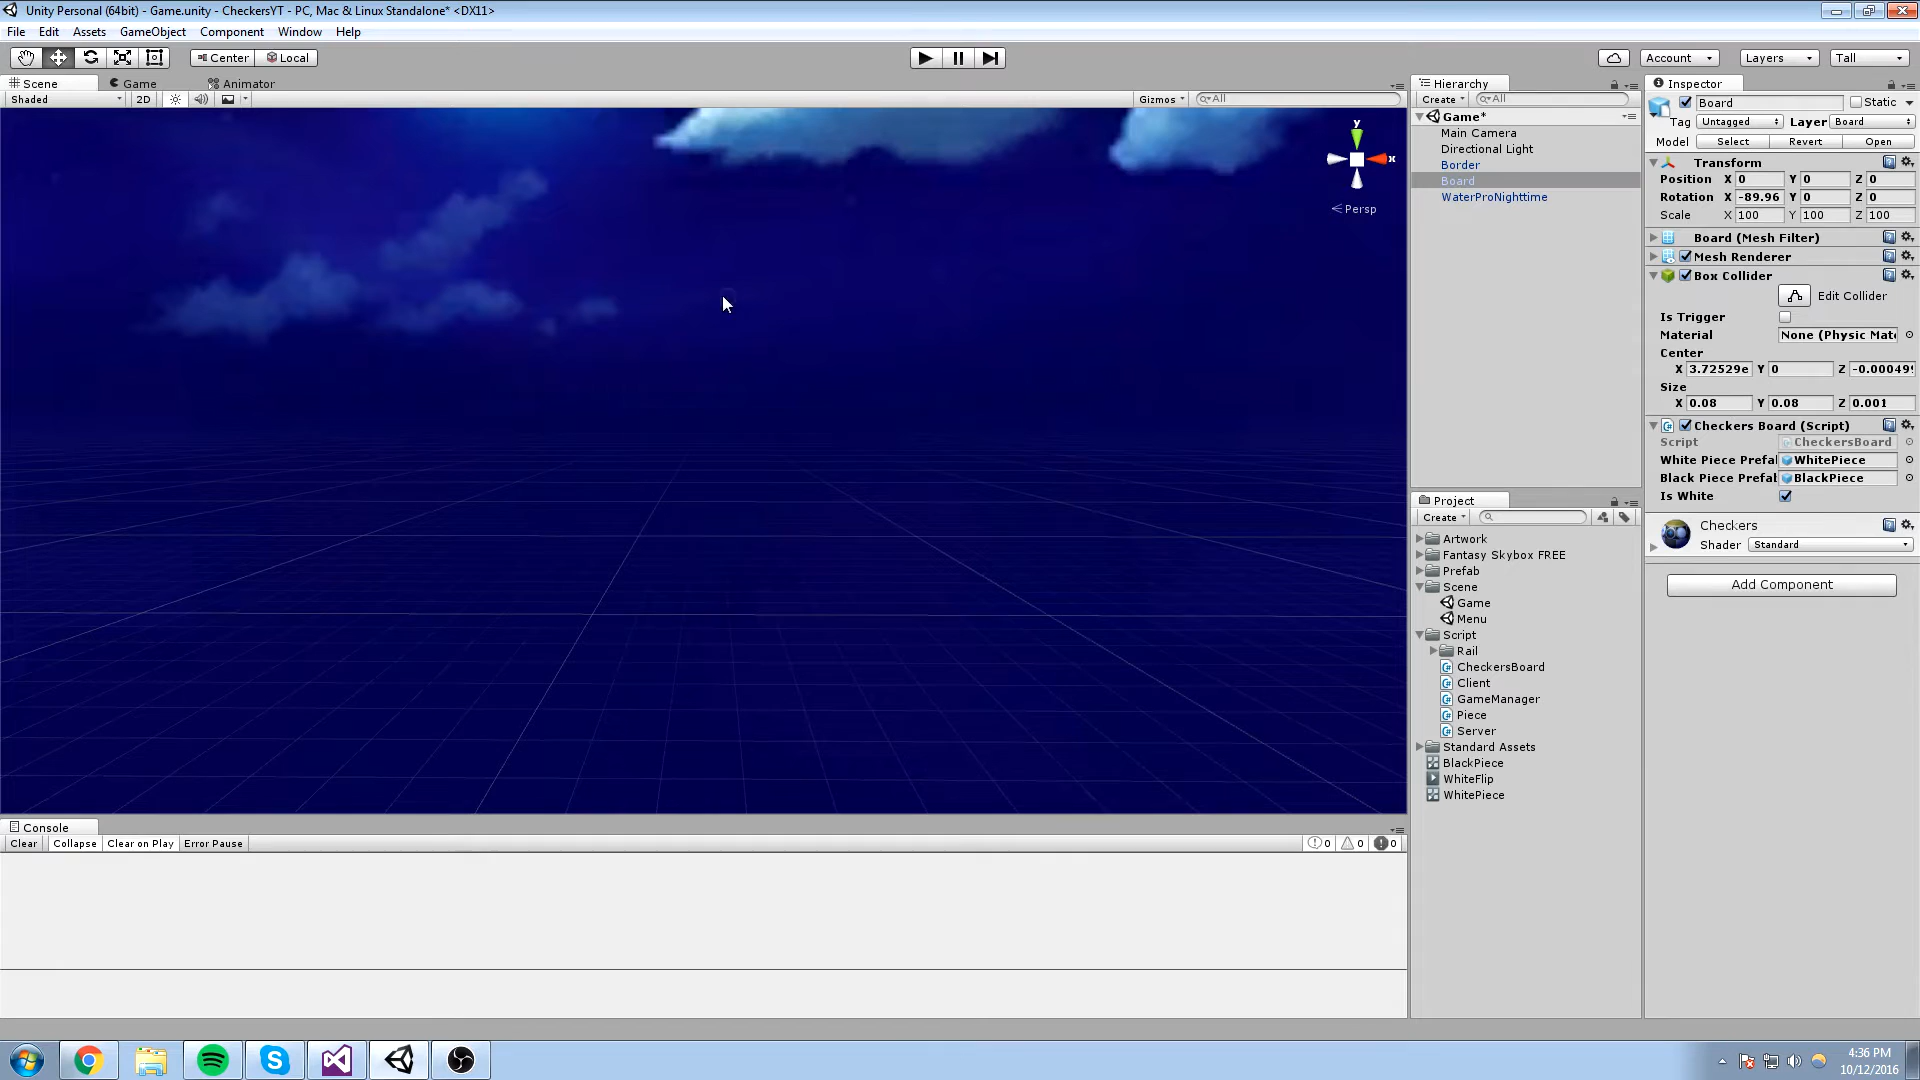 Unity Personal (64bit) - Game.unity - CheckersYT - PC, Mac & Linux Standalone* <DX11>
File Edit Assets GameObject Component Window Help
Center Local
Account Layers Tall
Scene Game Animator
Shaded 2D Gizmos All
y
x
Persp
Hierarchy
Create All
Game*
Main Camera
Directional Light
Border
Board
WaterProNighttime
Project
Create
Artwork
Fantasy Skybox FREE
Prefab
Scene
Game
Menu
Script
Rail
CheckersBoard
Client
GameManager
Piece
Server
Standard Assets
BlackPiece
WhiteFlip
WhitePiece
Inspector
Board Static
Tag Untagged Layer Board
Model Select Revert Open
Transform
Position X 0 Y 0 Z 0
Rotation X -89.96 Y 0 Z 0
Scale X 100 Y 100 Z 100
Board (Mesh Filter)
Mesh Renderer
Box Collider
Edit Collider
Is Trigger
Material None (Physic Mate
Center
X 3.72529e Y 0 Z -0.000499
Size
X 0.08 Y 0.08 Z 0.001
Checkers Board (Script)
Script CheckersBoard
White Piece Prefal WhitePiece
Black Piece Prefal BlackPiece
Is White
Checkers
Shader Standard
Add Component
Console
Clear Collapse Clear on Play Error Pause 0 0 0
4:36 PM
10/12/2016